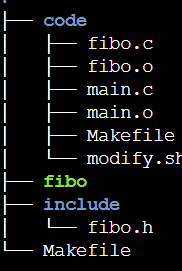 ├── code
│   ├── fibo.c
│   ├── fibo.o
│   ├── main.c
│   ├── main.o
│   ├── Makefile
│   └── modify.sh
├── fibo
├── include
│   └── fibo.h
└── Makefile